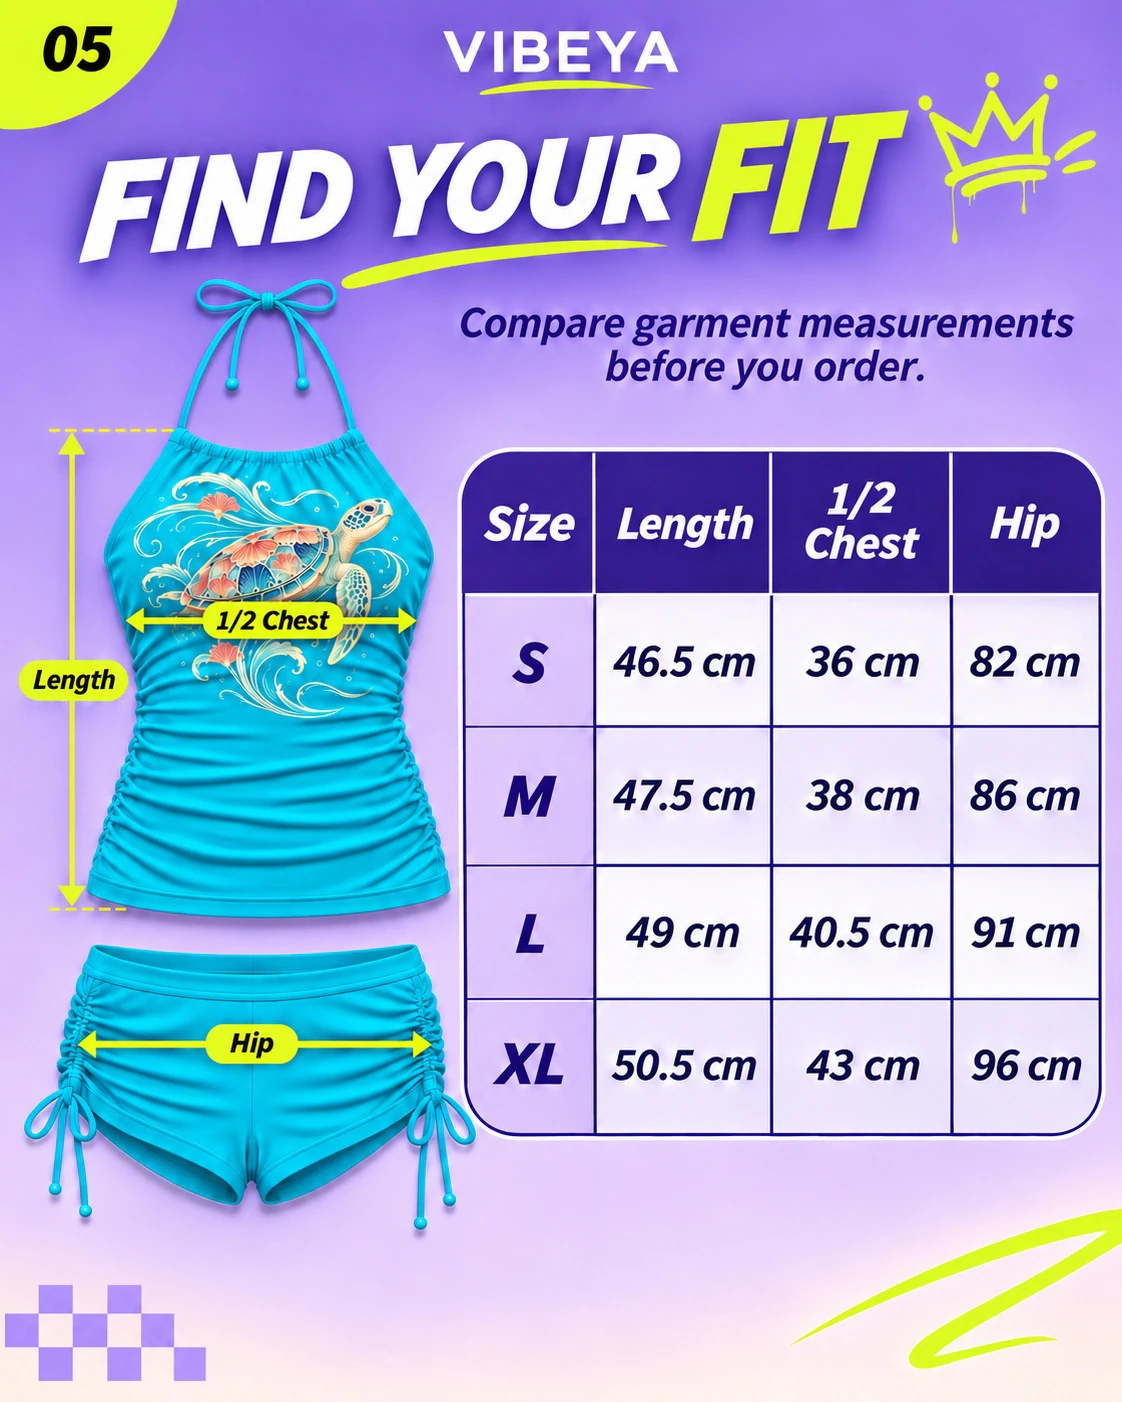 05
VIBEYA
FIND YOUR FIT
Compare garment measurements
before you order.
Length
1/2 Chest
Hip
Size Length 1/2 Chest Hip
S 46.5 cm 36 cm 82 cm
M 47.5 cm 38 cm 86 cm
L 49 cm 40.5 cm 91 cm
XL 50.5 cm 43 cm 96 cm